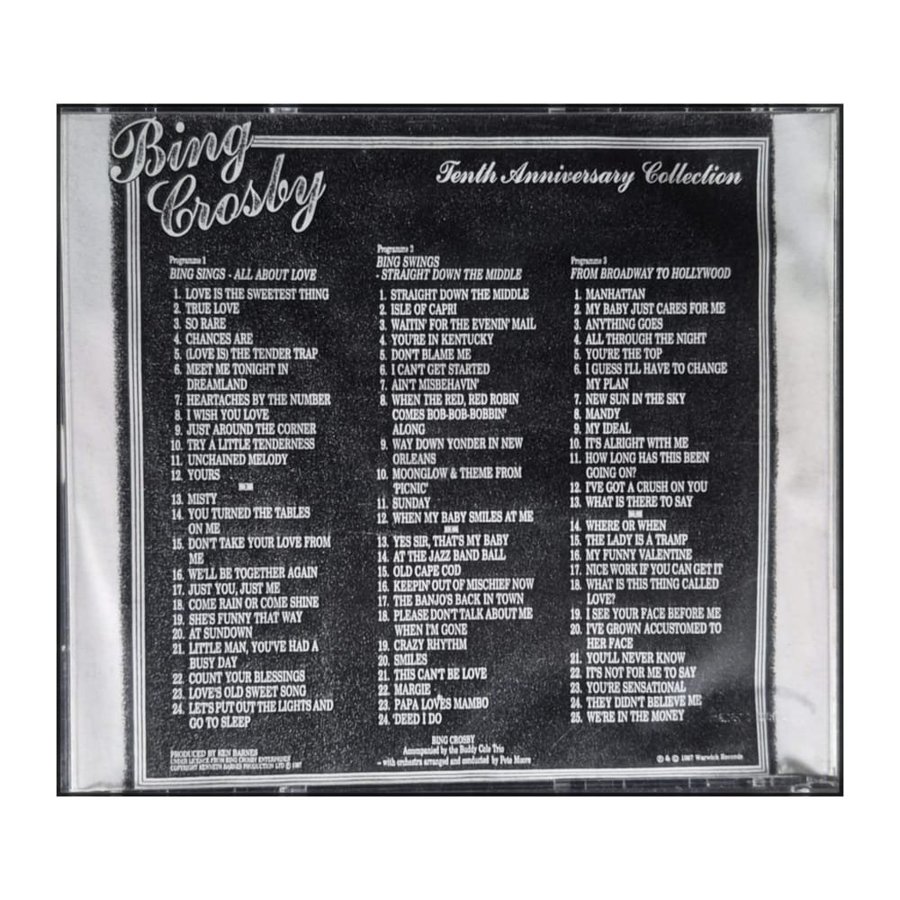 Bing
Crosby
Tenth Anniversary Collection
Programme 1
BING SINGS - ALL ABOUT LOVE
1. LOVE IS THE SWEETEST THING
2. TRUE LOVE
3. SO RARE
4. CHANCES ARE
5. (LOVE IS) THE TENDER TRAP
6. MEET ME TONIGHT IN
DREAMLAND
7. HEARTACHES BY THE NUMBER
8. I WISH YOU LOVE
9. JUST AROUND THE CORNER
10. TRY A LITTLE TENDERNESS
11. UNCHAINED MELODY
12. YOURS
13. MISTY
14. YOU TURNED THE TABLES
ON ME
15. DON'T TAKE YOUR LOVE FROM
ME
16. WE'LL BE TOGETHER AGAIN
17. JUST YOU, JUST ME
18. COME RAIN OR COME SHINE
19. SHE'S FUNNY THAT WAY
20. AT SUNDOWN
21. LITTLE MAN, YOU'VE HAD A
BUSY DAY
22. COUNT YOUR BLESSINGS
23. LOVE'S OLD SWEET SONG
24. LET'S PUT OUT THE LIGHTS AND
GO TO SLEEP
PRODUCED BY KEN BARNES
UNDER LICENCE FROM BING CROSBY ENTERPRISES
COPYRIGHT KENNETH BARNES PRODUCTION LTD © 1987
Programme 2
BING SWINGS
- STRAIGHT DOWN THE MIDDLE
1. STRAIGHT DOWN THE MIDDLE
2. ISLE OF CAPRI
3. WAITIN' FOR THE EVENIN' MAIL
4. YOU'RE IN KENTUCKY
5. DON'T BLAME ME
6. I CAN'T GET STARTED
7. AIN'T MISBEHAVIN'
8. WHEN THE RED, RED ROBIN
COMES BOB-BOB-BOBBIN'
ALONG
9. WAY DOWN YONDER IN NEW
ORLEANS
10. MOONGLOW & THEME FROM
'PICNIC'
11. SUNDAY
12. WHEN MY BABY SMILES AT ME
13. YES SIR, THAT'S MY BABY
14. AT THE JAZZ BAND BALL
15. OLD CAPE COD
16. KEEPIN' OUT OF MISCHIEF NOW
17. THE BANJO'S BACK IN TOWN
18. PLEASE DON'T TALK ABOUT ME
WHEN I'M GONE
19. CRAZY RHYTHM
20. SMILES
21. THIS CAN'T BE LOVE
22. MARGIE
23. PAPA LOVES MAMBO
24. 'DEED I DO
BING CROSBY
Accompanied by the Buddy Cole Trio
- with orchestra arranged and conducted by Pete Moore
Programme 3
FROM BROADWAY TO HOLLYWOOD
1. MANHATTAN
2. MY BABY JUST CARES FOR ME
3. ANYTHING GOES
4. ALL THROUGH THE NIGHT
5. YOU'RE THE TOP
6. I GUESS I'LL HAVE TO CHANGE
MY PLAN
7. NEW SUN IN THE SKY
8. MANDY
9. MY IDEAL
10. IT'S ALRIGHT WITH ME
11. HOW LONG HAS THIS BEEN
GOING ON?
12. I'VE GOT A CRUSH ON YOU
13. WHAT IS THERE TO SAY
14. WHERE OR WHEN
15. THE LADY IS A TRAMP
16. MY FUNNY VALENTINE
17. NICE WORK IF YOU CAN GET IT
18. WHAT IS THIS THING CALLED
LOVE?
19. I SEE YOUR FACE BEFORE ME
20. I'VE GROWN ACCUSTOMED TO
HER FACE
21. YOU'LL NEVER KNOW
22. IT'S NOT FOR ME TO SAY
23. YOU'RE SENSATIONAL
24. THEY DIDN'T BELIEVE ME
25. WE'RE IN THE MONEY
℗ & © 1987 Warwick Records